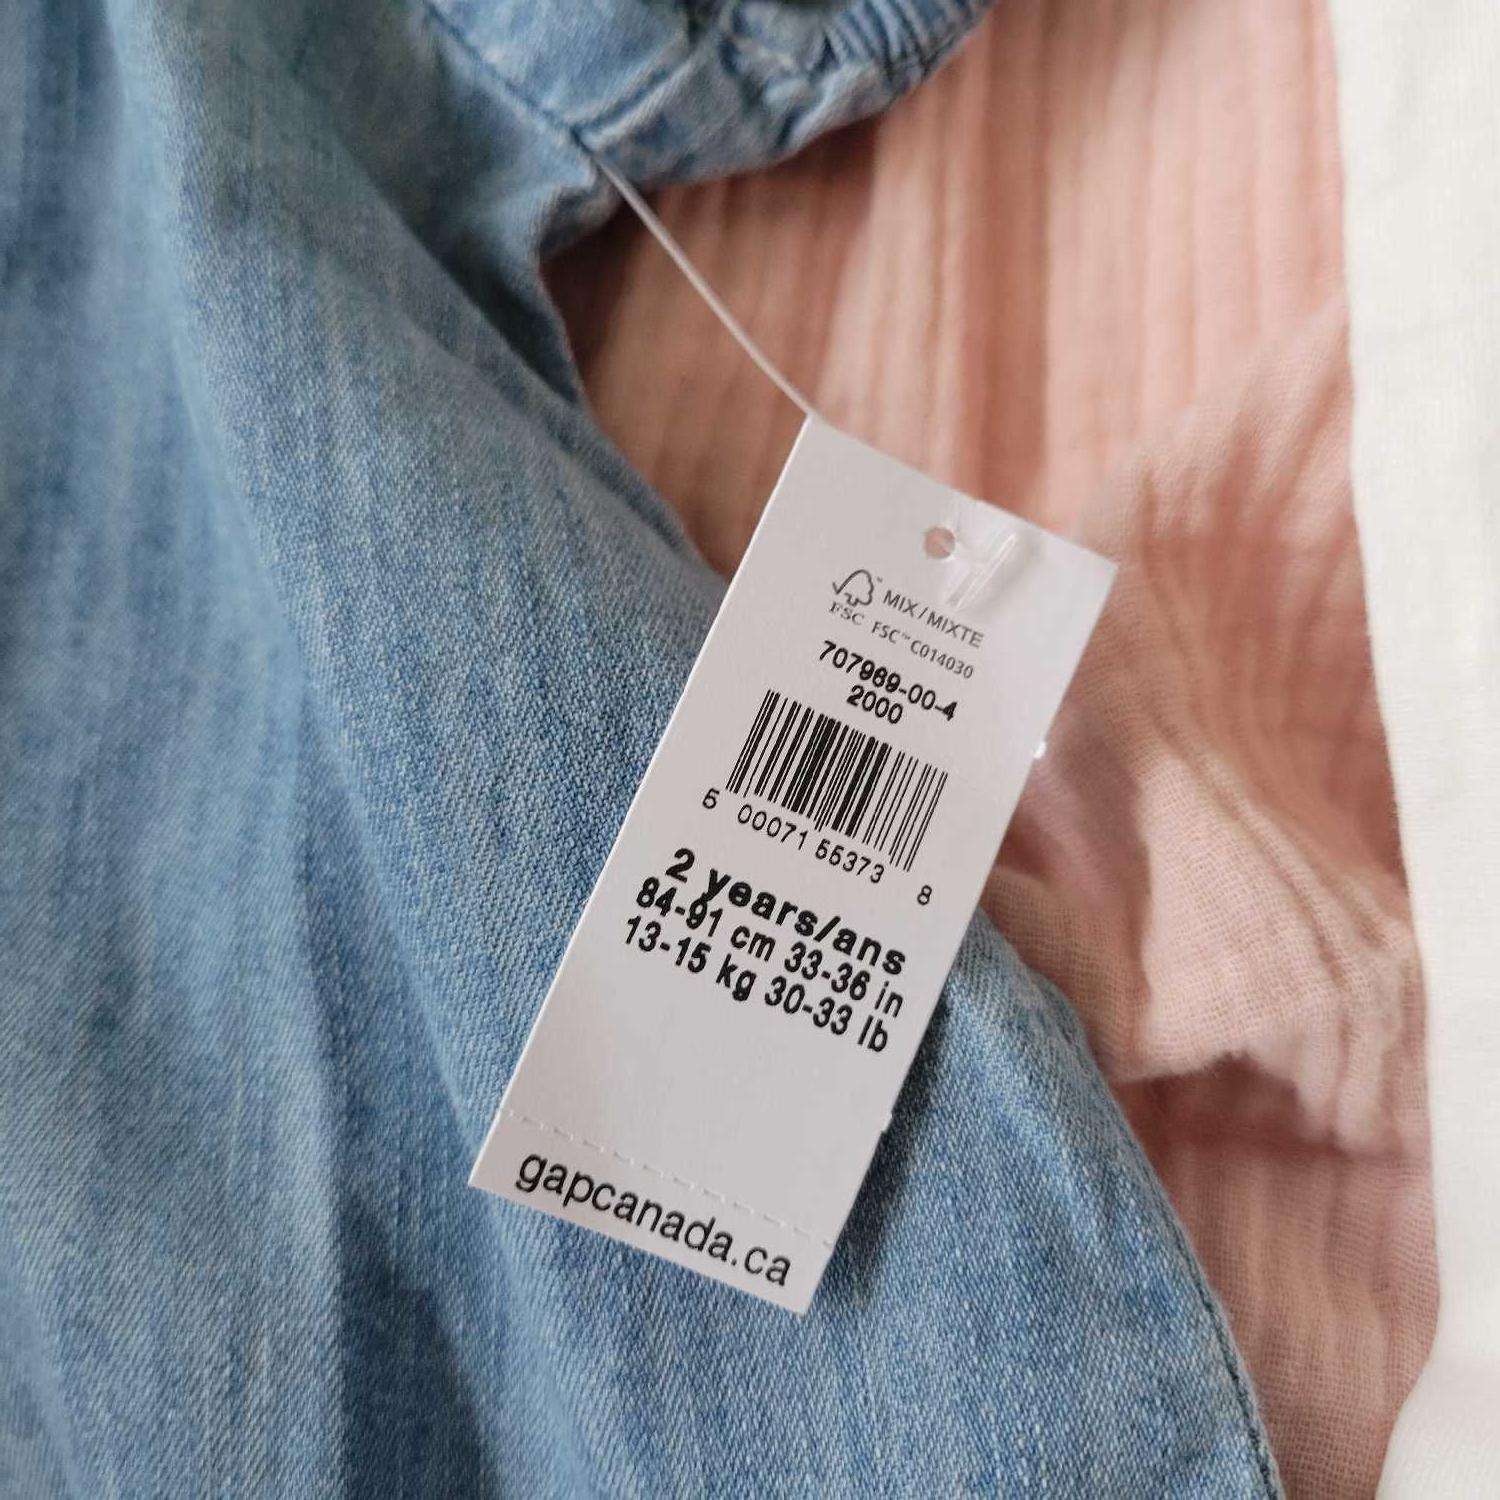 MIX/MIXTE
FSC FSC™ C014030
707969-00-4
2000
5 00071 55373 8
2 years/ans
84-91 cm 33-36 in
13-15 kg 30-33 lb
gapcanada.ca